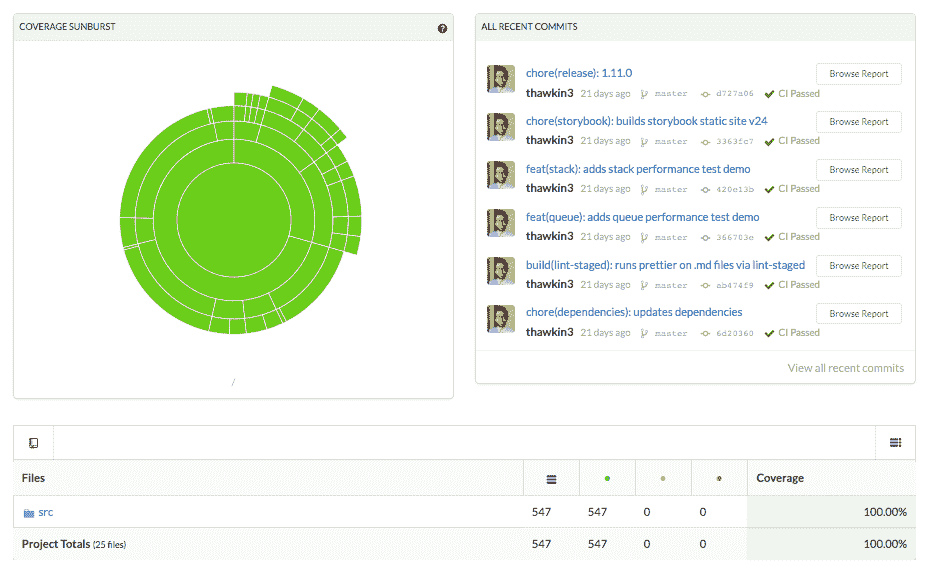 COVERAGE SUNBURST
/
ALL RECENT COMMITS
chore(release): 1.11.0
Browse Report
thawkin3 21 days ago master d727a06 CI Passed
chore(storybook): builds storybook static site v24
Browse Report
thawkin3 21 days ago master 3363fc7 CI Passed
feat(stack): adds stack performance test demo
Browse Report
thawkin3 21 days ago master 420e13b CI Passed
feat(queue): adds queue performance test demo
Browse Report
thawkin3 21 days ago master 366703e CI Passed
build(lint-staged): runs prettier on .md files via lint-staged
Browse Report
thawkin3 21 days ago master ab474f9 CI Passed
chore(dependencies): updates dependencies
Browse Report
thawkin3 21 days ago master 6d20360 CI Passed
View all recent commits
Files Coverage
src 547 547 0 0 100.00%
Project Totals (25 files) 547 547 0 0 100.00%